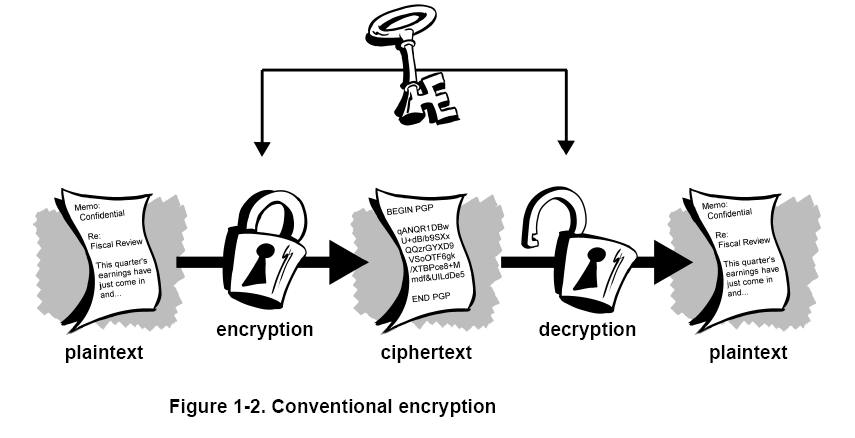 Memo:
Confidential
Re:
Fiscal Review
This quarter's
earnings have
just come in
and...
BEGIN PGP
qANQR1DBw
U+dB/b9SXx
QQzrGYXD9
VSoOTF6gk
/XTBPce8+M
mdf&UILdDe5
END PGP
Memo:
Confidential
Re:
Fiscal Review
This quarter's
earnings have
just come in
and...
encryption
decryption
plaintext
ciphertext
plaintext
Figure 1-2. Conventional encryption